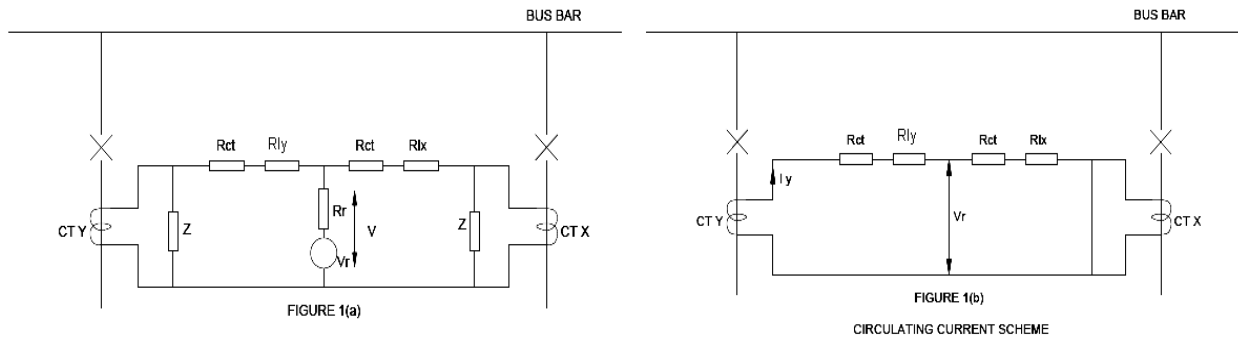 BUS BAR
Rct Rly Rct Rlx
Rr
CT Y Z V Z CT X
Vr
FIGURE 1(a)
BUS BAR
Rct Rly Rct Rlx
Iy
CT Y Vr CT X
FIGURE 1(b)
CIRCULATING CURRENT SCHEME